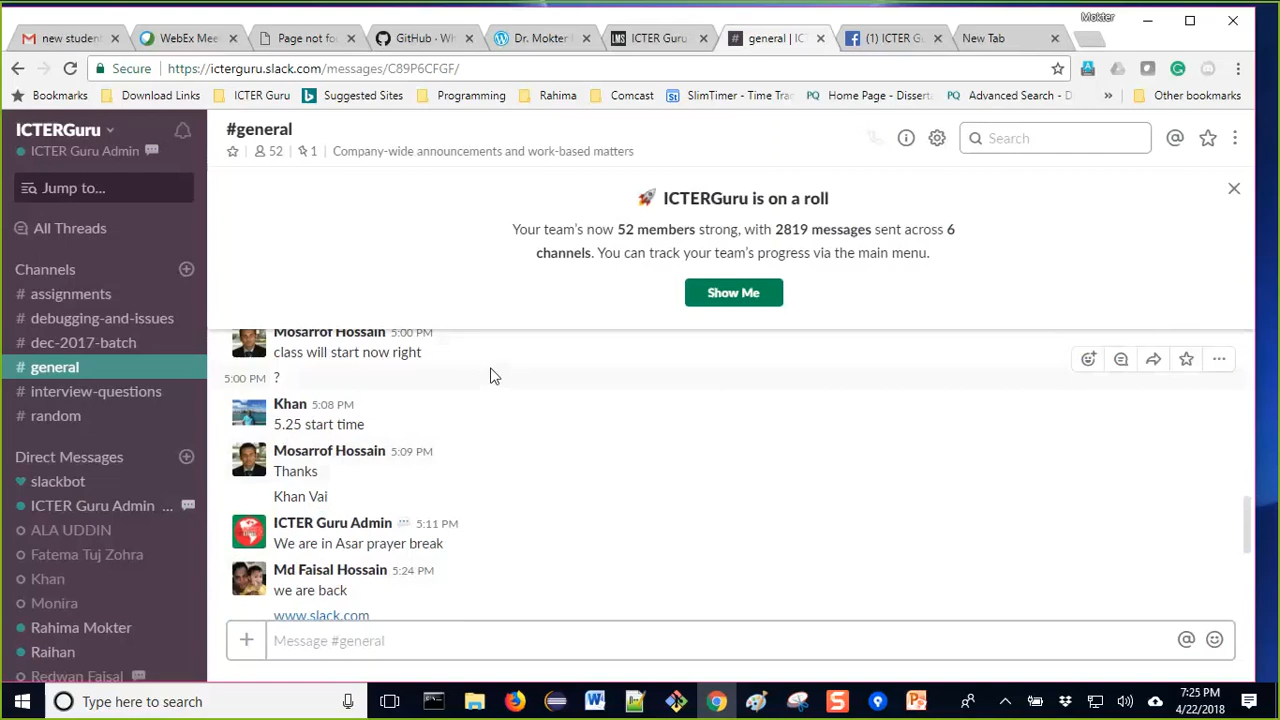 Mokter
new student
WebEx Mee
Page not fo
GitHub - Wh
Dr. Mokter
LMS ICTER Guru
# general | IC
(1) ICTER G
New Tab
Secure https://icterguru.slack.com/messages/C89P6CFGF/
Bookmarks Download Links ICTER Guru Suggested Sites Programming Rahima Comcast SlimTimer - Time Tra PQ Home Page - Dissert PQ Advanced Search - D » Other bookmarks
ICTERGuru
ICTER Guru Admin
Jump to...
All Threads
Channels
# assignments
# debugging-and-issues
# dec-2017-batch
# general
# interview-questions
# random
Direct Messages
slackbot
ICTER Guru Admin ...
ALA UDDIN
Fatema Tuj Zohra
Khan
Monira
Rahima Mokter
Raihan
Redwan Faisal
#general
52 1 Company-wide announcements and work-based matters
Search
ICTERGuru is on a roll
Your team's now 52 members strong, with 2819 messages sent across 6
channels. You can track your team's progress via the main menu.
Show Me
Mosarrof Hossain 5:00 PM
class will start now right
5:00 PM ?
Khan 5:08 PM
5.25 start time
Mosarrof Hossain 5:09 PM
Thanks
Khan Vai
ICTER Guru Admin 5:11 PM
We are in Asar prayer break
Md Faisal Hossain 5:24 PM
we are back
www.slack.com
Message #general
Type here to search
7:25 PM
4/22/2018